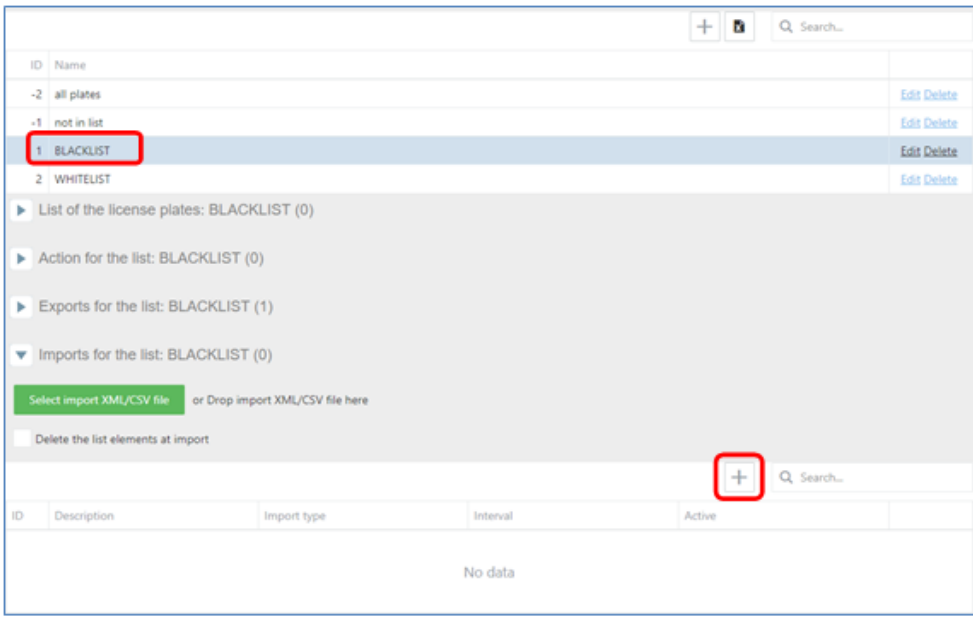 Search...
ID Name
-2 all plates Edit Delete
-1 not in list Edit Delete
1 BLACKLIST Edit Delete
2 WHITELIST Edit Delete
List of the license plates: BLACKLIST (0)
Action for the list: BLACKLIST (0)
Exports for the list: BLACKLIST (1)
Imports for the list: BLACKLIST (0)
Select import XML/CSV file or Drop import XML/CSV file here
Delete the list elements at import
Search...
ID Description Import type Interval Active
No data